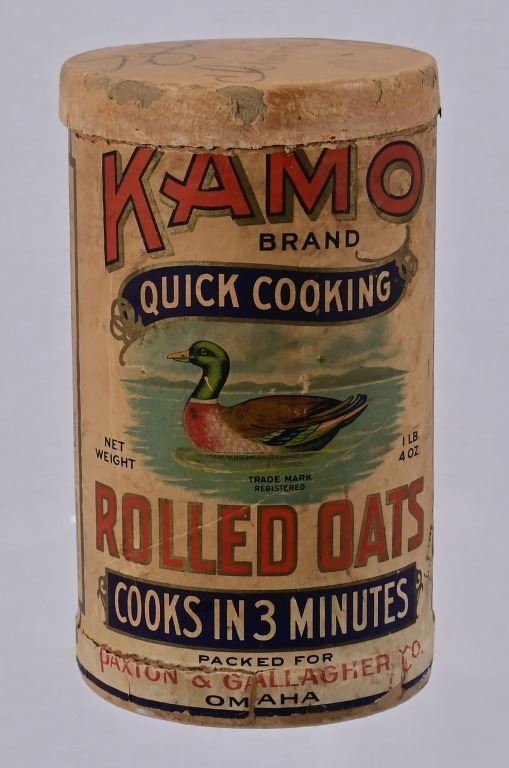 KAMO
BRAND
QUICK COOKING
NET
WEIGHT
1 LB.
4 OZ.
TRADE MARK
REGISTERED
ROLLED OATS
COOKS IN 3 MINUTES
PACKED FOR
PAXTON & GALLAGHER CO.
OMAHA